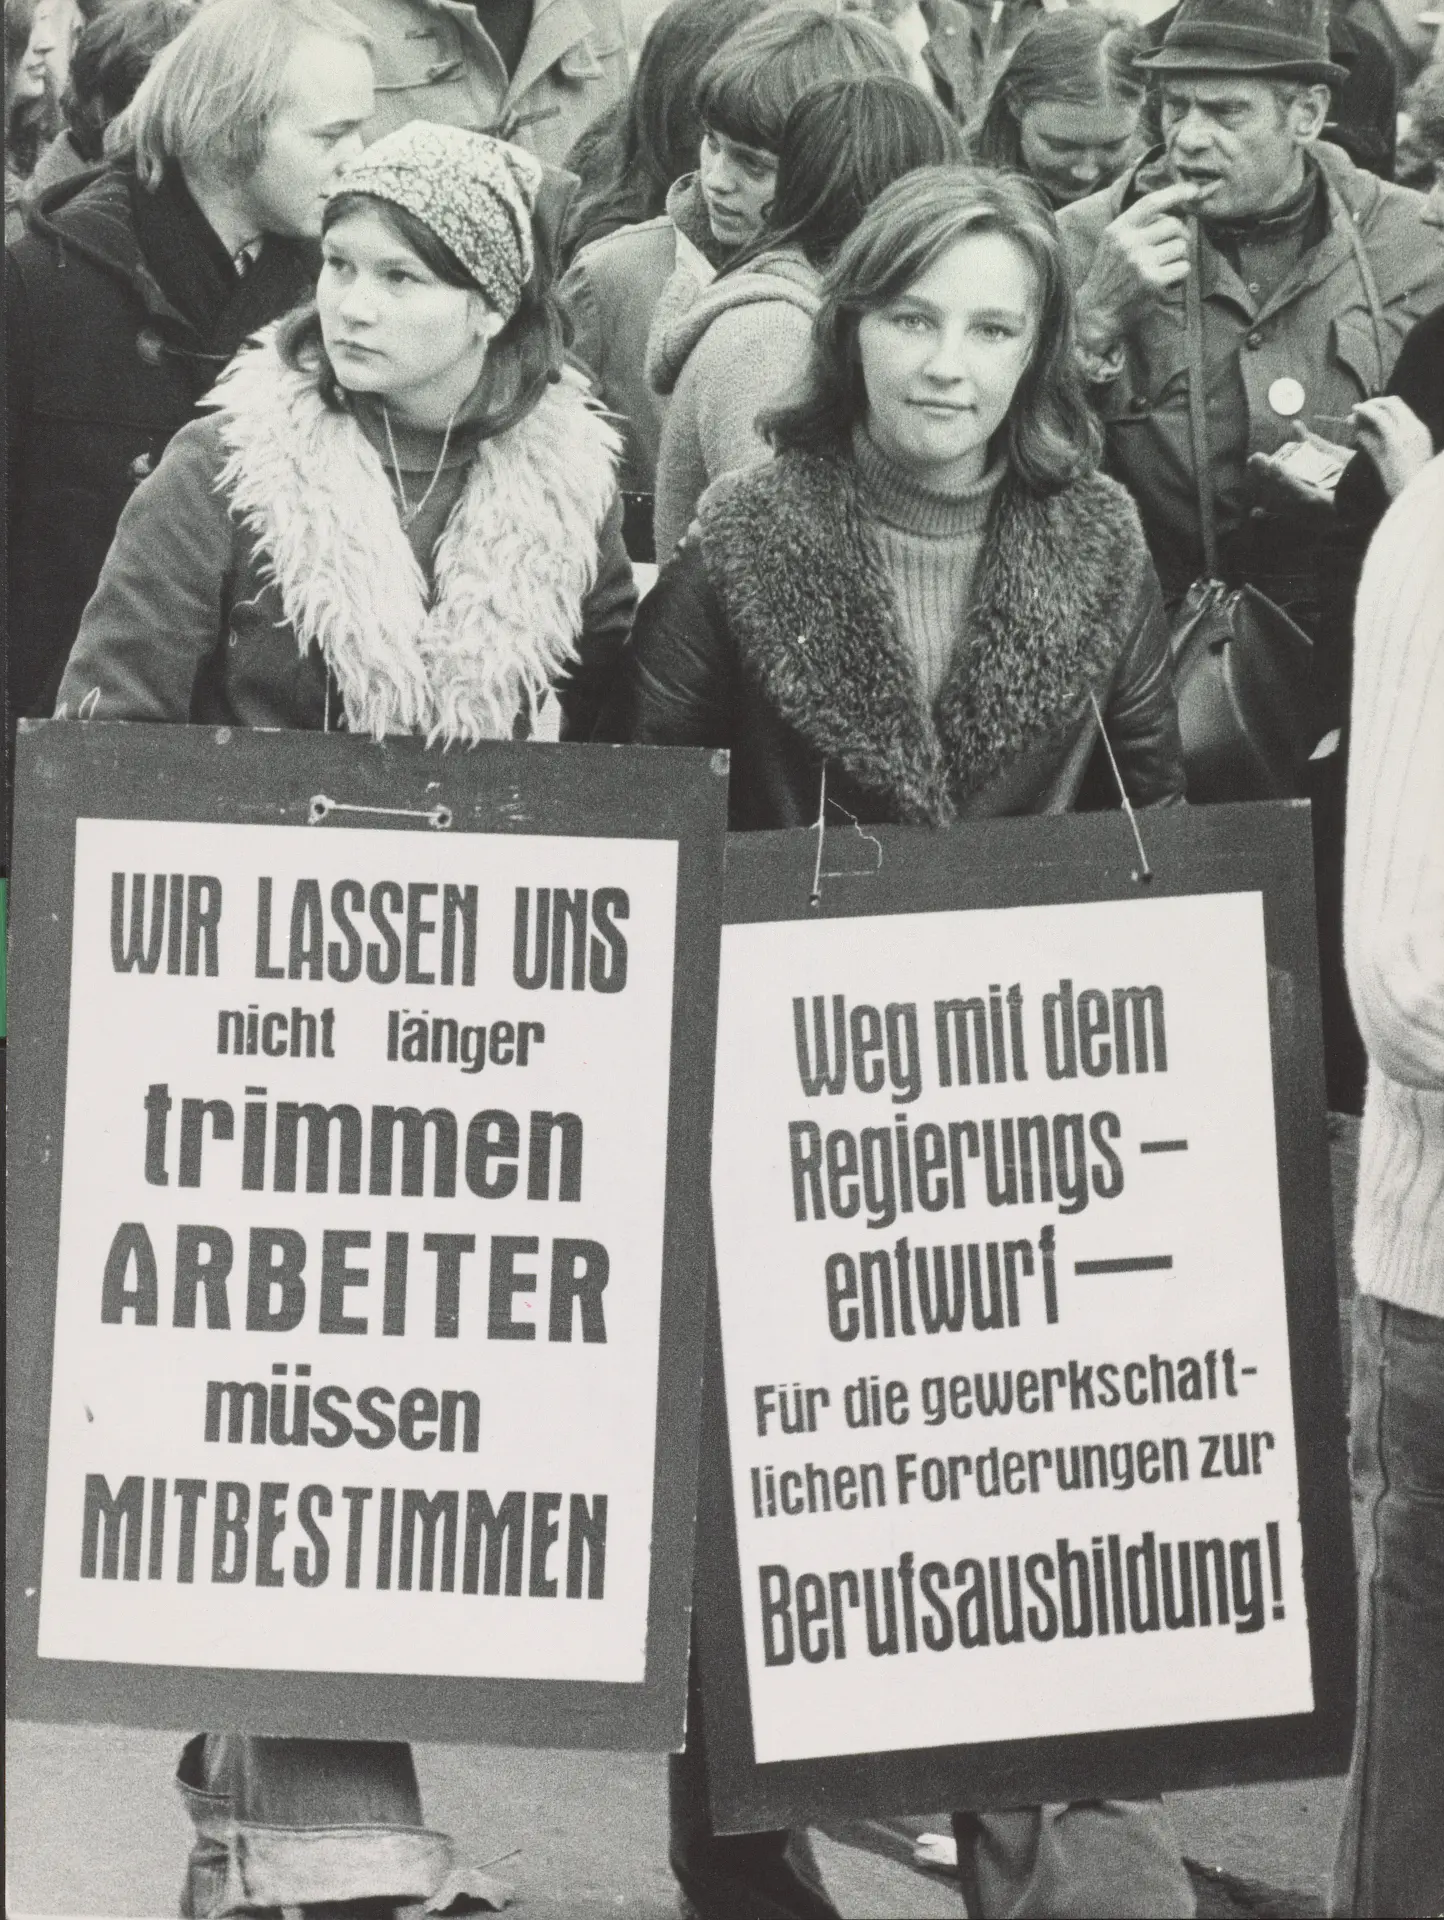 WIR LASSEN UNS
nicht länger
trimmen
ARBEITER
müssen
MITBESTIMMEN
Weg mit dem
Regierungs -
entwurf —
Für die gewerkschaft-
lichen Forderungen zur
Berufsausbildung!